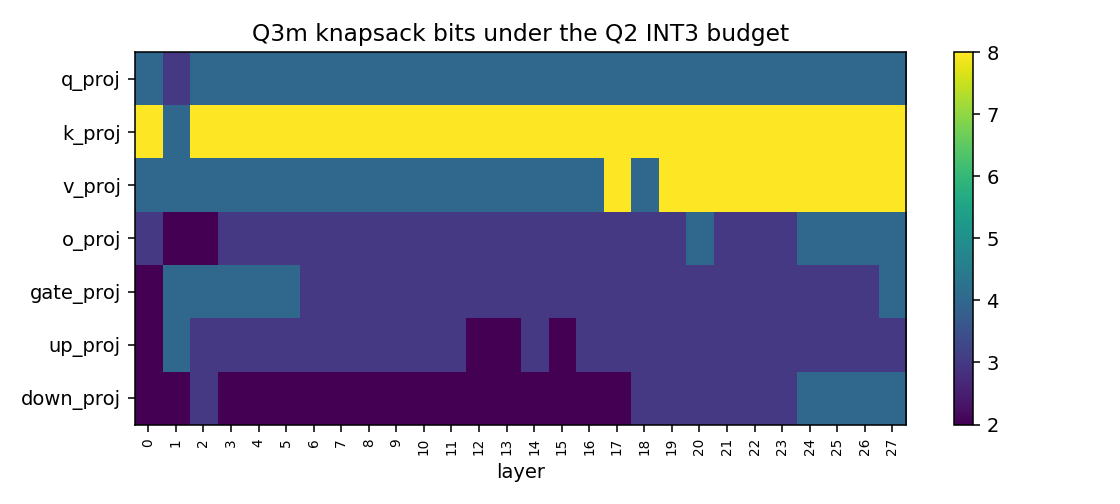 Q3m knapsack bits under the Q2 INT3 budget
q_proj
k_proj
v_proj
o_proj
gate_proj
up_proj
down_proj
0 1 2 3 4 5 6 7 8 9 10 11 12 13 14 15 16 17 18 19 20 21 22 23 24 25 26 27
layer
8
7
6
5
4
3
2